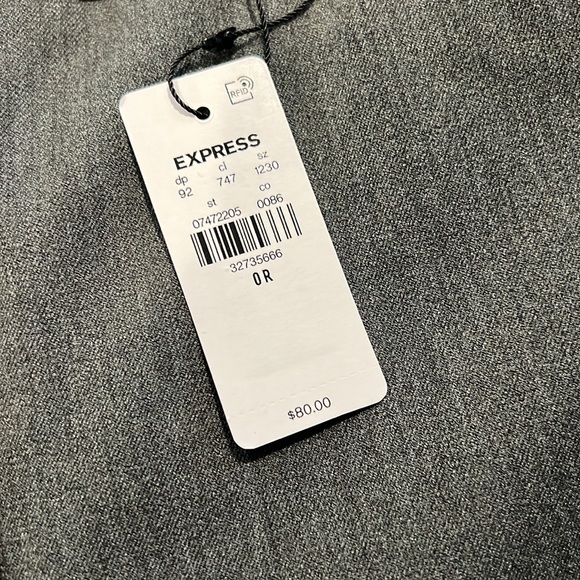 RFID
EXPRESS
dp cl sz
92 747 1230
st co
07472205 0086
32735666
0R
$80.00